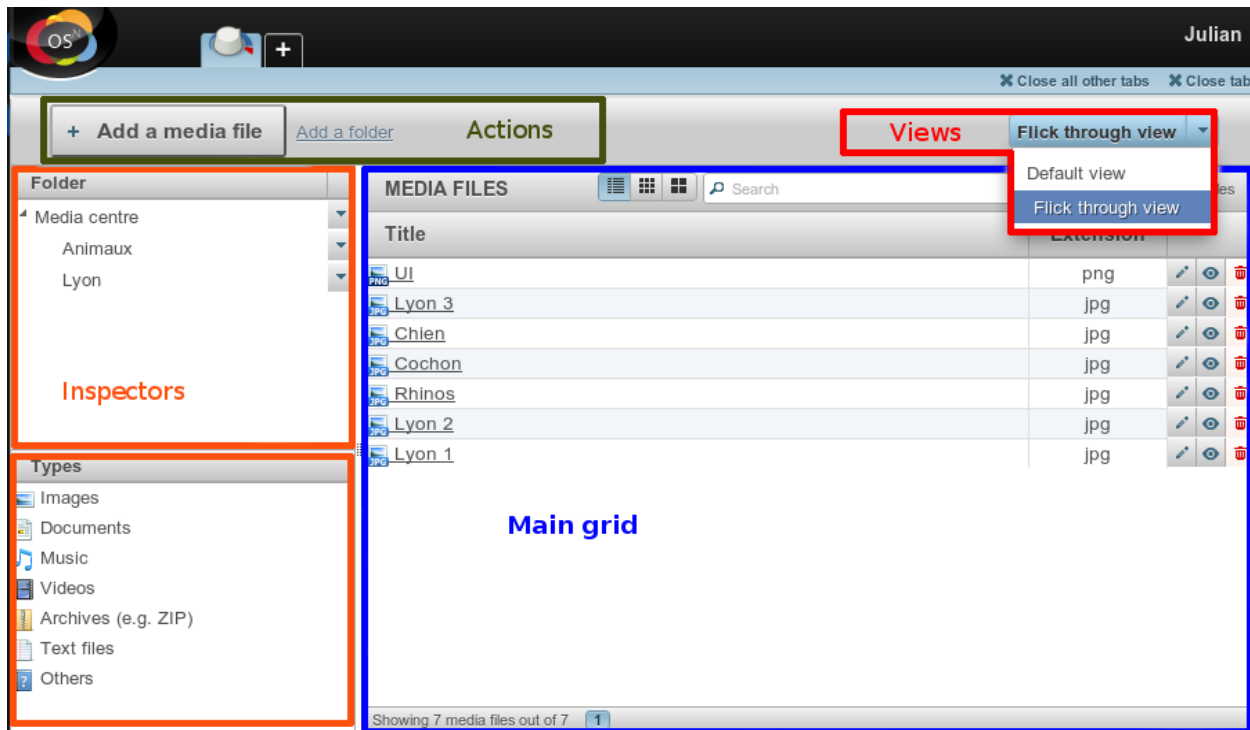 OS N
Julian
Close all other tabs
Close tab
+ Add a media file
Add a folder
Actions
Views
Flick through view
Default view
Flick through view
Folder
Media centre
Animaux
Lyon
Inspectors
Types
Images
Documents
Music
Videos
Archives (e.g. ZIP)
Text files
Others
MEDIA FILES
Search
Title
Extension
UI png
Lyon 3 jpg
Chien jpg
Cochon jpg
Rhinos jpg
Lyon 2 jpg
Lyon 1 jpg
Main grid
Showing 7 media files out of 7 1